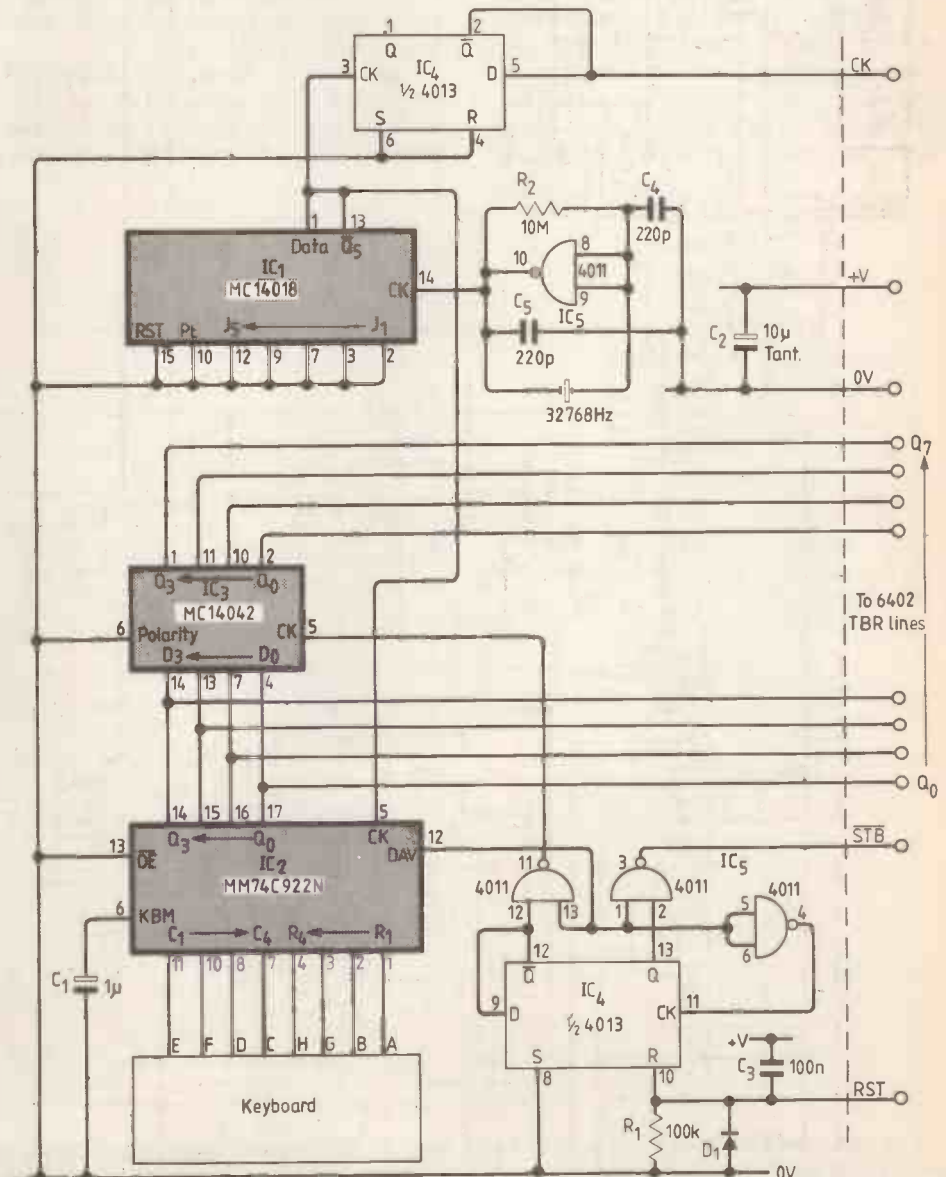 1
2
Q
Q̅
3
CK
IC4
D
5
CK
½ 4013
S
R
6
4
R2
C4
10M
220p
1
13
Data
Q̅5
8
10
4011
IC1
14
9
MC14018
CK
C5
IC5
+V
RST
PE
J5
J1
220p
C2
10µ
Tant.
15
10
12
9
7
3
2
0V
32768Hz
Q7
1
11
10
2
Q3
IC3
Q0
MC14042
To 6402
TBR lines
6
Polarity
CK
5
D3
D0
14
13
7
4
Q0
14
15
16
17
5
S̅T̅B̅
Q3
Q0
CK
12
13
O̅E̅
IC2
DAV
11
3
IC5
MM74C922N
4011
4011
4011
12
13
1
2
5
4
6
6
KBM
C1
C4
R4
R1
12
13
Q̅
Q
C1
1µ
11
10
8
7
4
3
2
1
9
D
IC4
CK
11
½ 4013
+V
E
F
D
C
H
G
B
A
S
R
C3
100n
8
10
RST
Keyboard
R1
100k
D1
0V